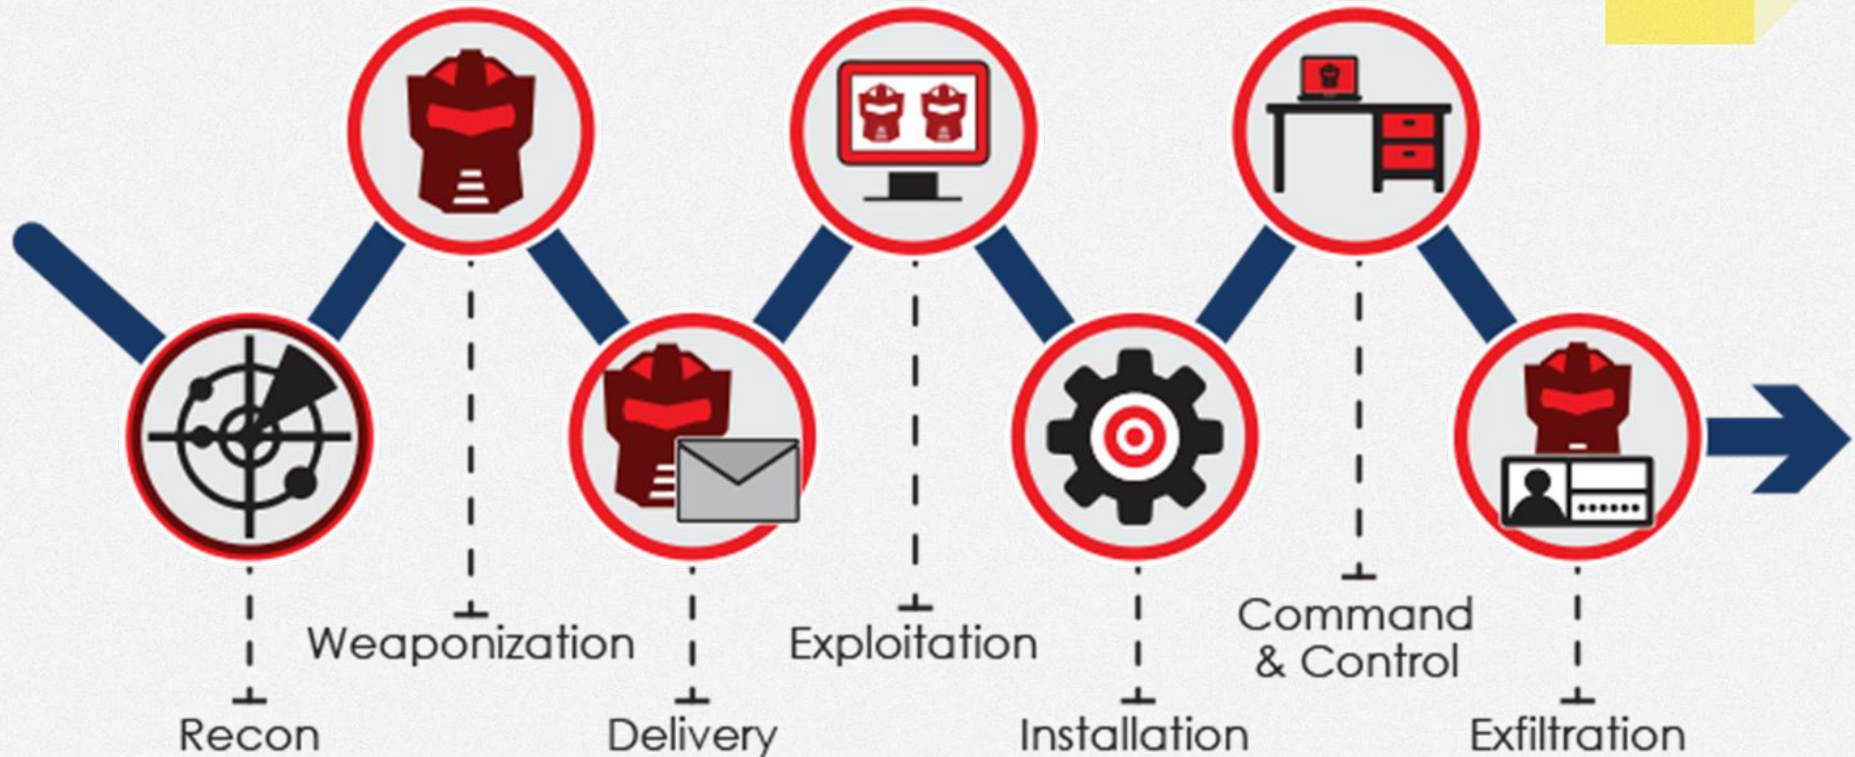 Recon
Weaponization
Delivery
Exploitation
Installation
Command
& Control
Exfiltration